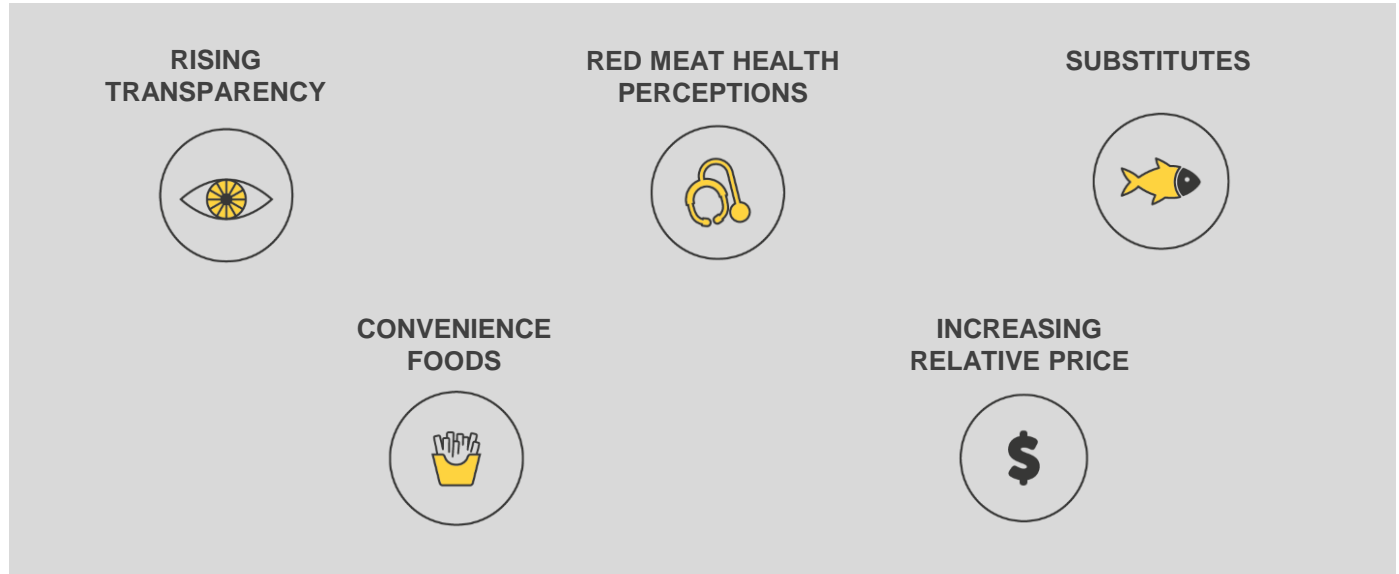 RISING
TRANSPARENCY
RED MEAT HEALTH
PERCEPTIONS
SUBSTITUTES
CONVENIENCE
FOODS
INCREASING
RELATIVE PRICE
$